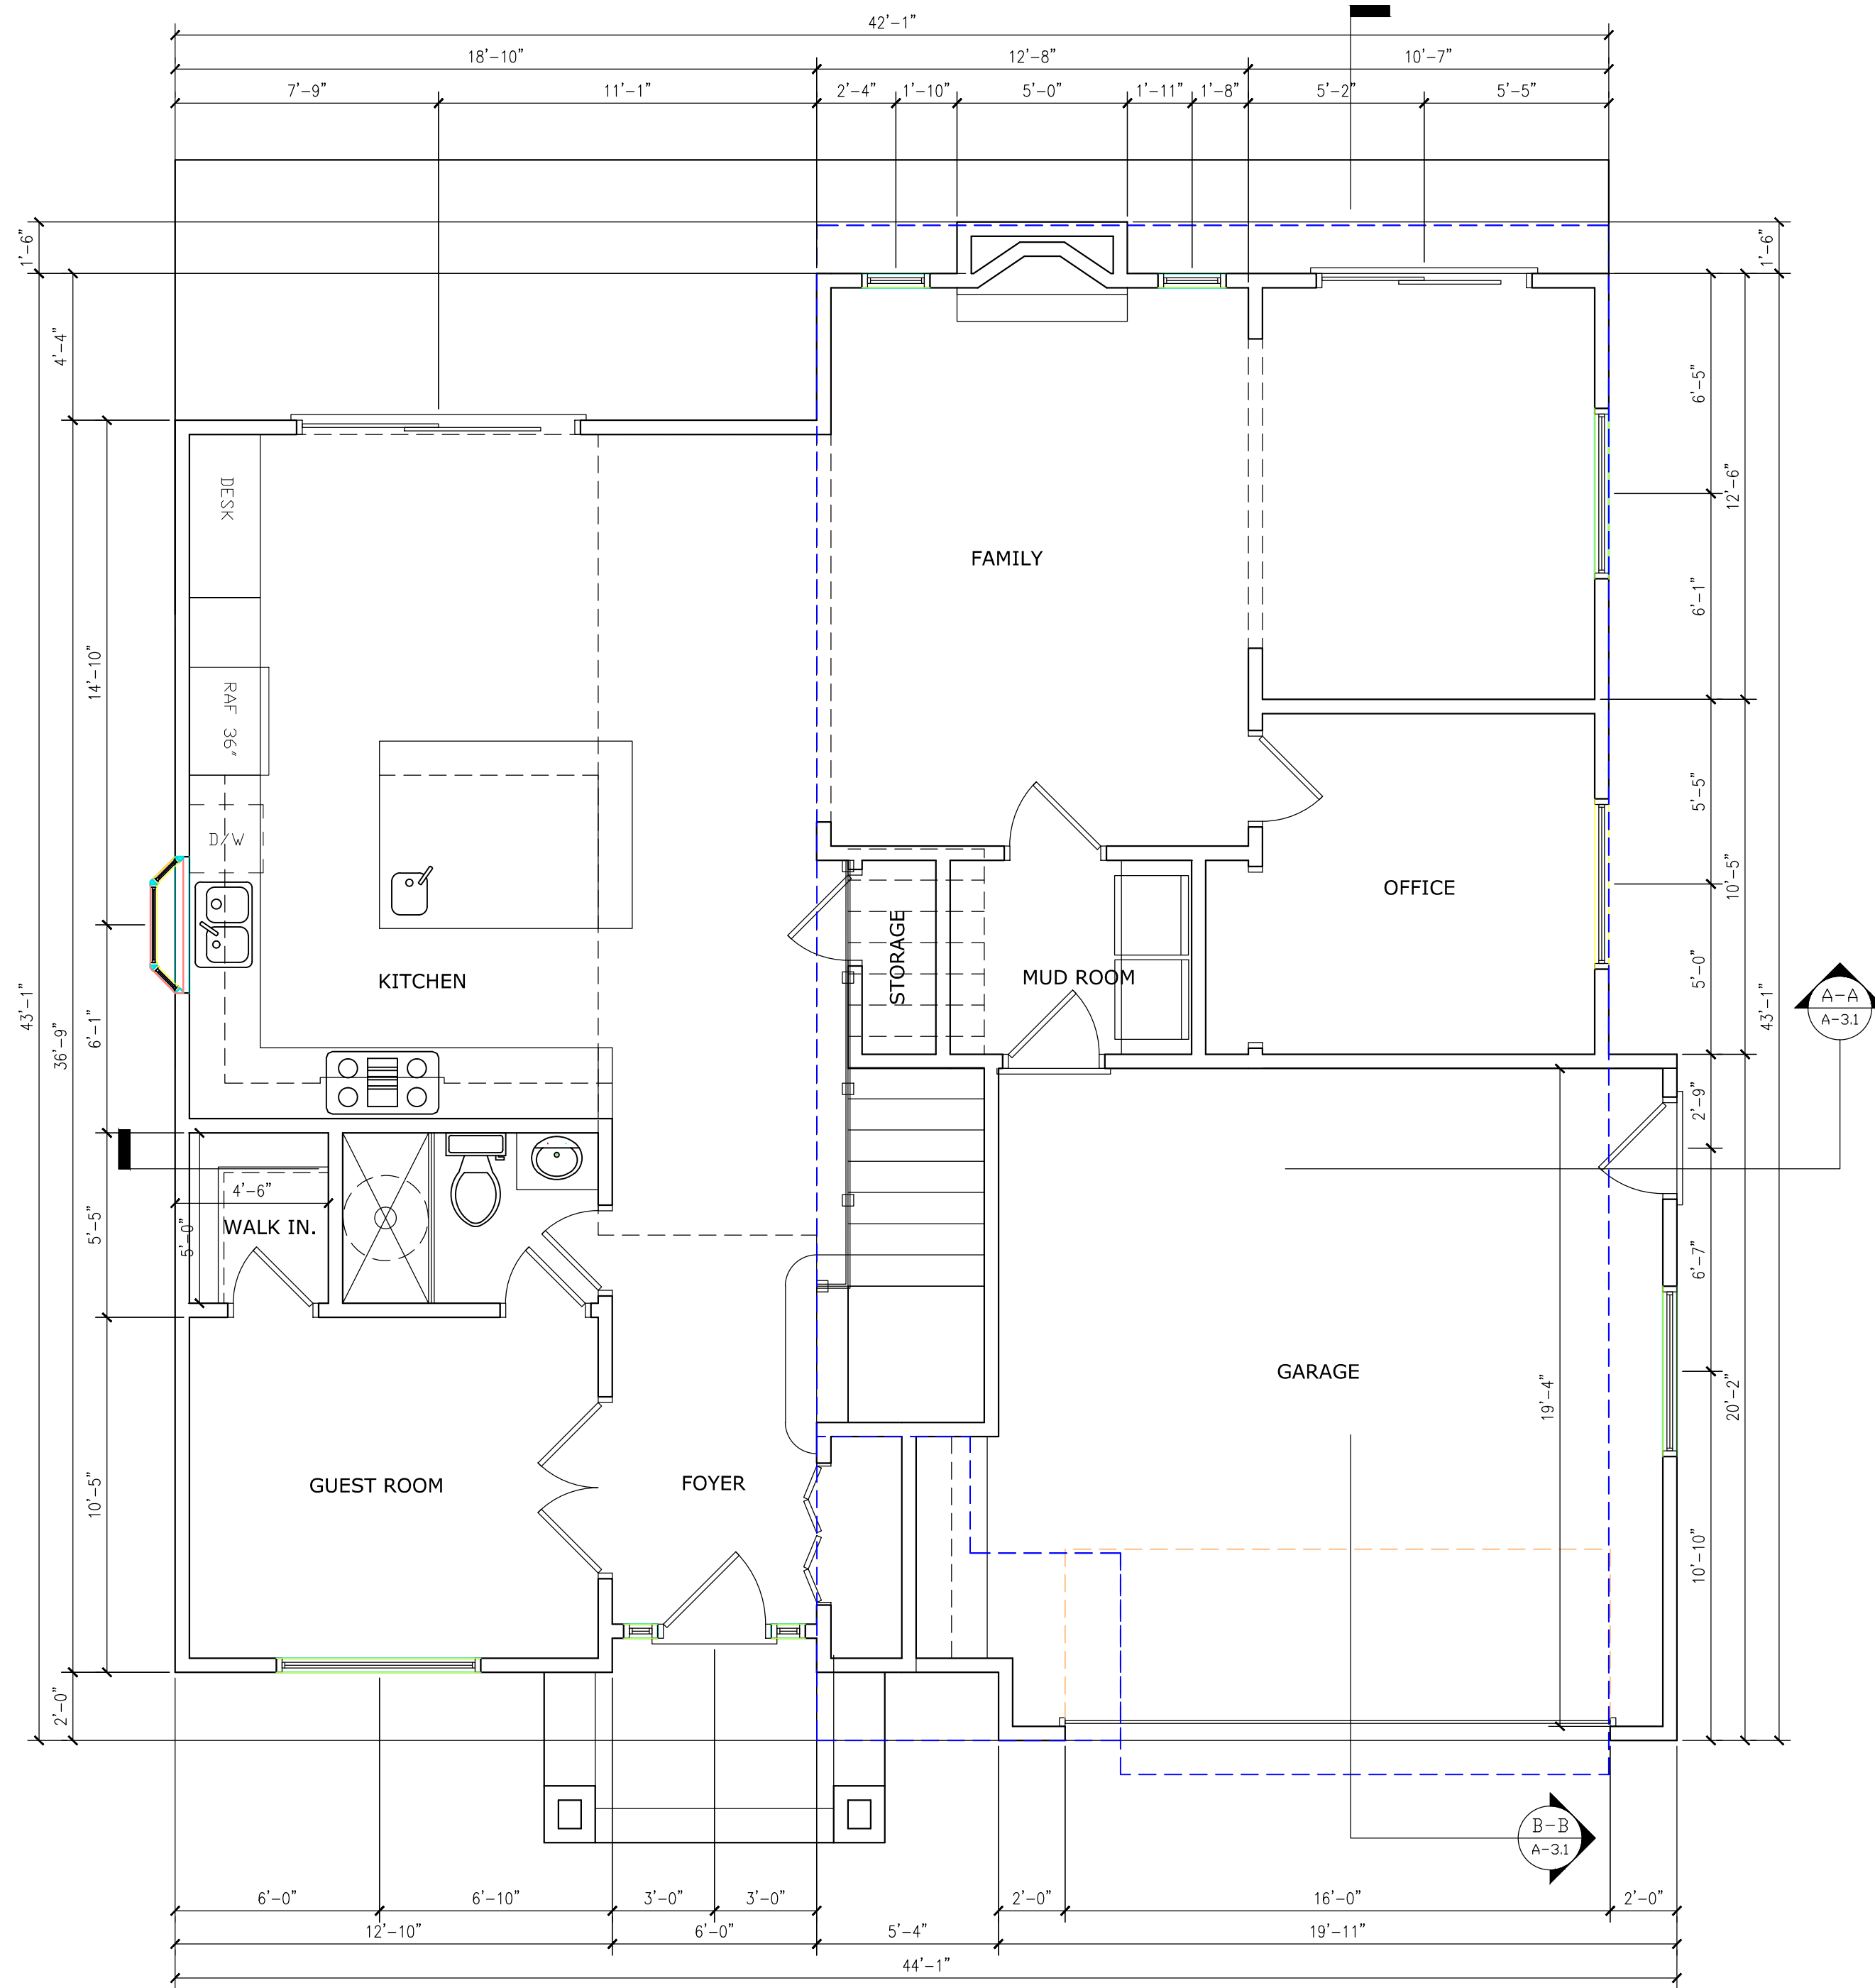 42'-1"
18'-10" 12'-8" 10'-7"
7'-9" 11'-1" 2'-4" 1'-10" 5'-0" 1'-11" 1'-8" 5'-2" 5'-5"
1'-6" 1'-6"
4'-4"
6'-5"
12'-6"
DESK
FAMILY
6'-1"
14'-10"
RAF 36"
5'-5"
D/W
OFFICE
10'-5"
STORAGE
MUD ROOM
KITCHEN
5'-0"
43'-1"
36'-9"
6'-1"
43'-1"
A-A
A-3.1
2'-9"
4'-6"
WALK IN.
5'-0"
5'-5"
6'-7"
GARAGE
19'-4"
20'-2"
GUEST ROOM
FOYER
10'-5"
10'-10"
2'-0"
B-B
A-3.1
6'-0" 6'-10" 3'-0" 3'-0" 2'-0" 16'-0" 2'-0"
12'-10" 6'-0" 5'-4" 19'-11"
44'-1"